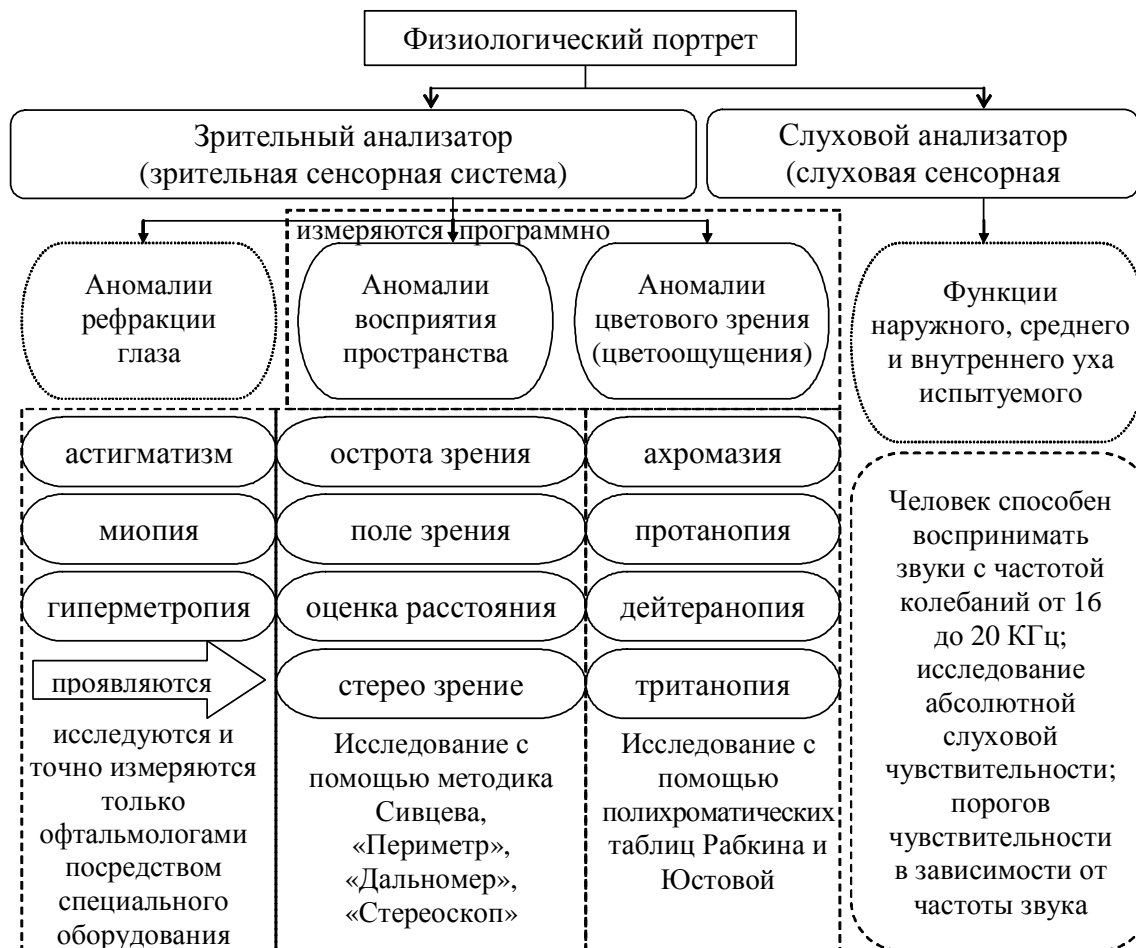 Физиологический портрет
Зрительный анализатор
(зрительная сенсорная система)
Слуховой анализатор
(слуховая сенсорная
измеряются программно
Аномалии
рефракции
глаза
Аномалии
восприятия
пространства
Аномалии
цветового зрения
(цветоощущения)
Функции
наружного, среднего
и внутреннего уха
испытуемого
астигматизм
миопия
гиперметропия
проявляются
исследуются и
точно измеряются
только
офтальмологами
посредством
специального
оборудования
острота зрения
поле зрения
оценка расстояния
стерео зрение
Исследование с
помощью методика
Сивцева,
«Периметр»,
«Дальномер»,
«Стереоскоп»
ахромазия
протанопия
дейтеранопия
тританопия
Исследование с
помощью
полихроматических
таблиц Рабкина и
Юстовой
Человек способен
воспринимать
звуки с частотой
колебаний от 16
до 20 КГц;
исследование
абсолютной
слуховой
чувствительности;
порогов
чувствительности
в зависимости от
частоты звука